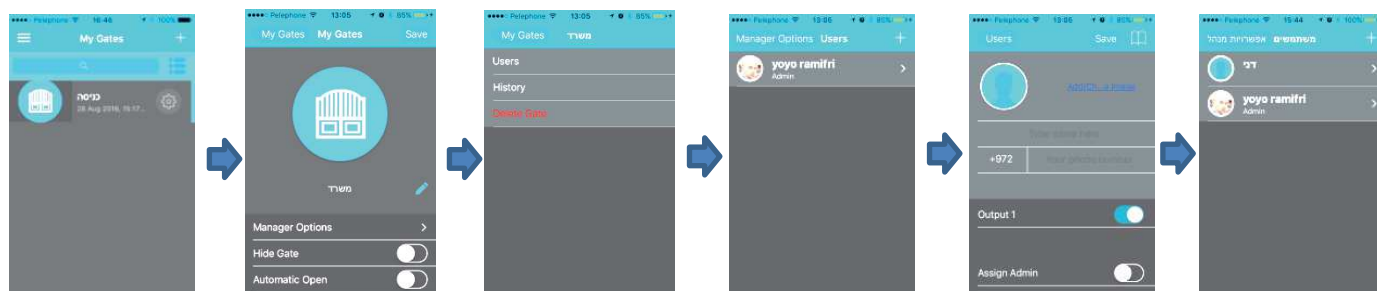 Pelephone 16:46 100%
My Gates
כניסה
28 Aug 2016, 15:17...
Pelephone 13:05 85%
My Gates My Gates Save
משרד
Manager Options
Hide Gate
Automatic Open
Pelephone 13:05 85%
My Gates משרד
Users
History
Delete Gate
Pelephone 13:06 85%
Manager Options Users
yoyo ramifri
Admin
Pelephone 13:06 85%
Users Save
+972
Output 1
Assign Admin
Pelephone 15:44 100%
אפשרויות מנהל משתמשים
דני
yoyo ramifri
Admin